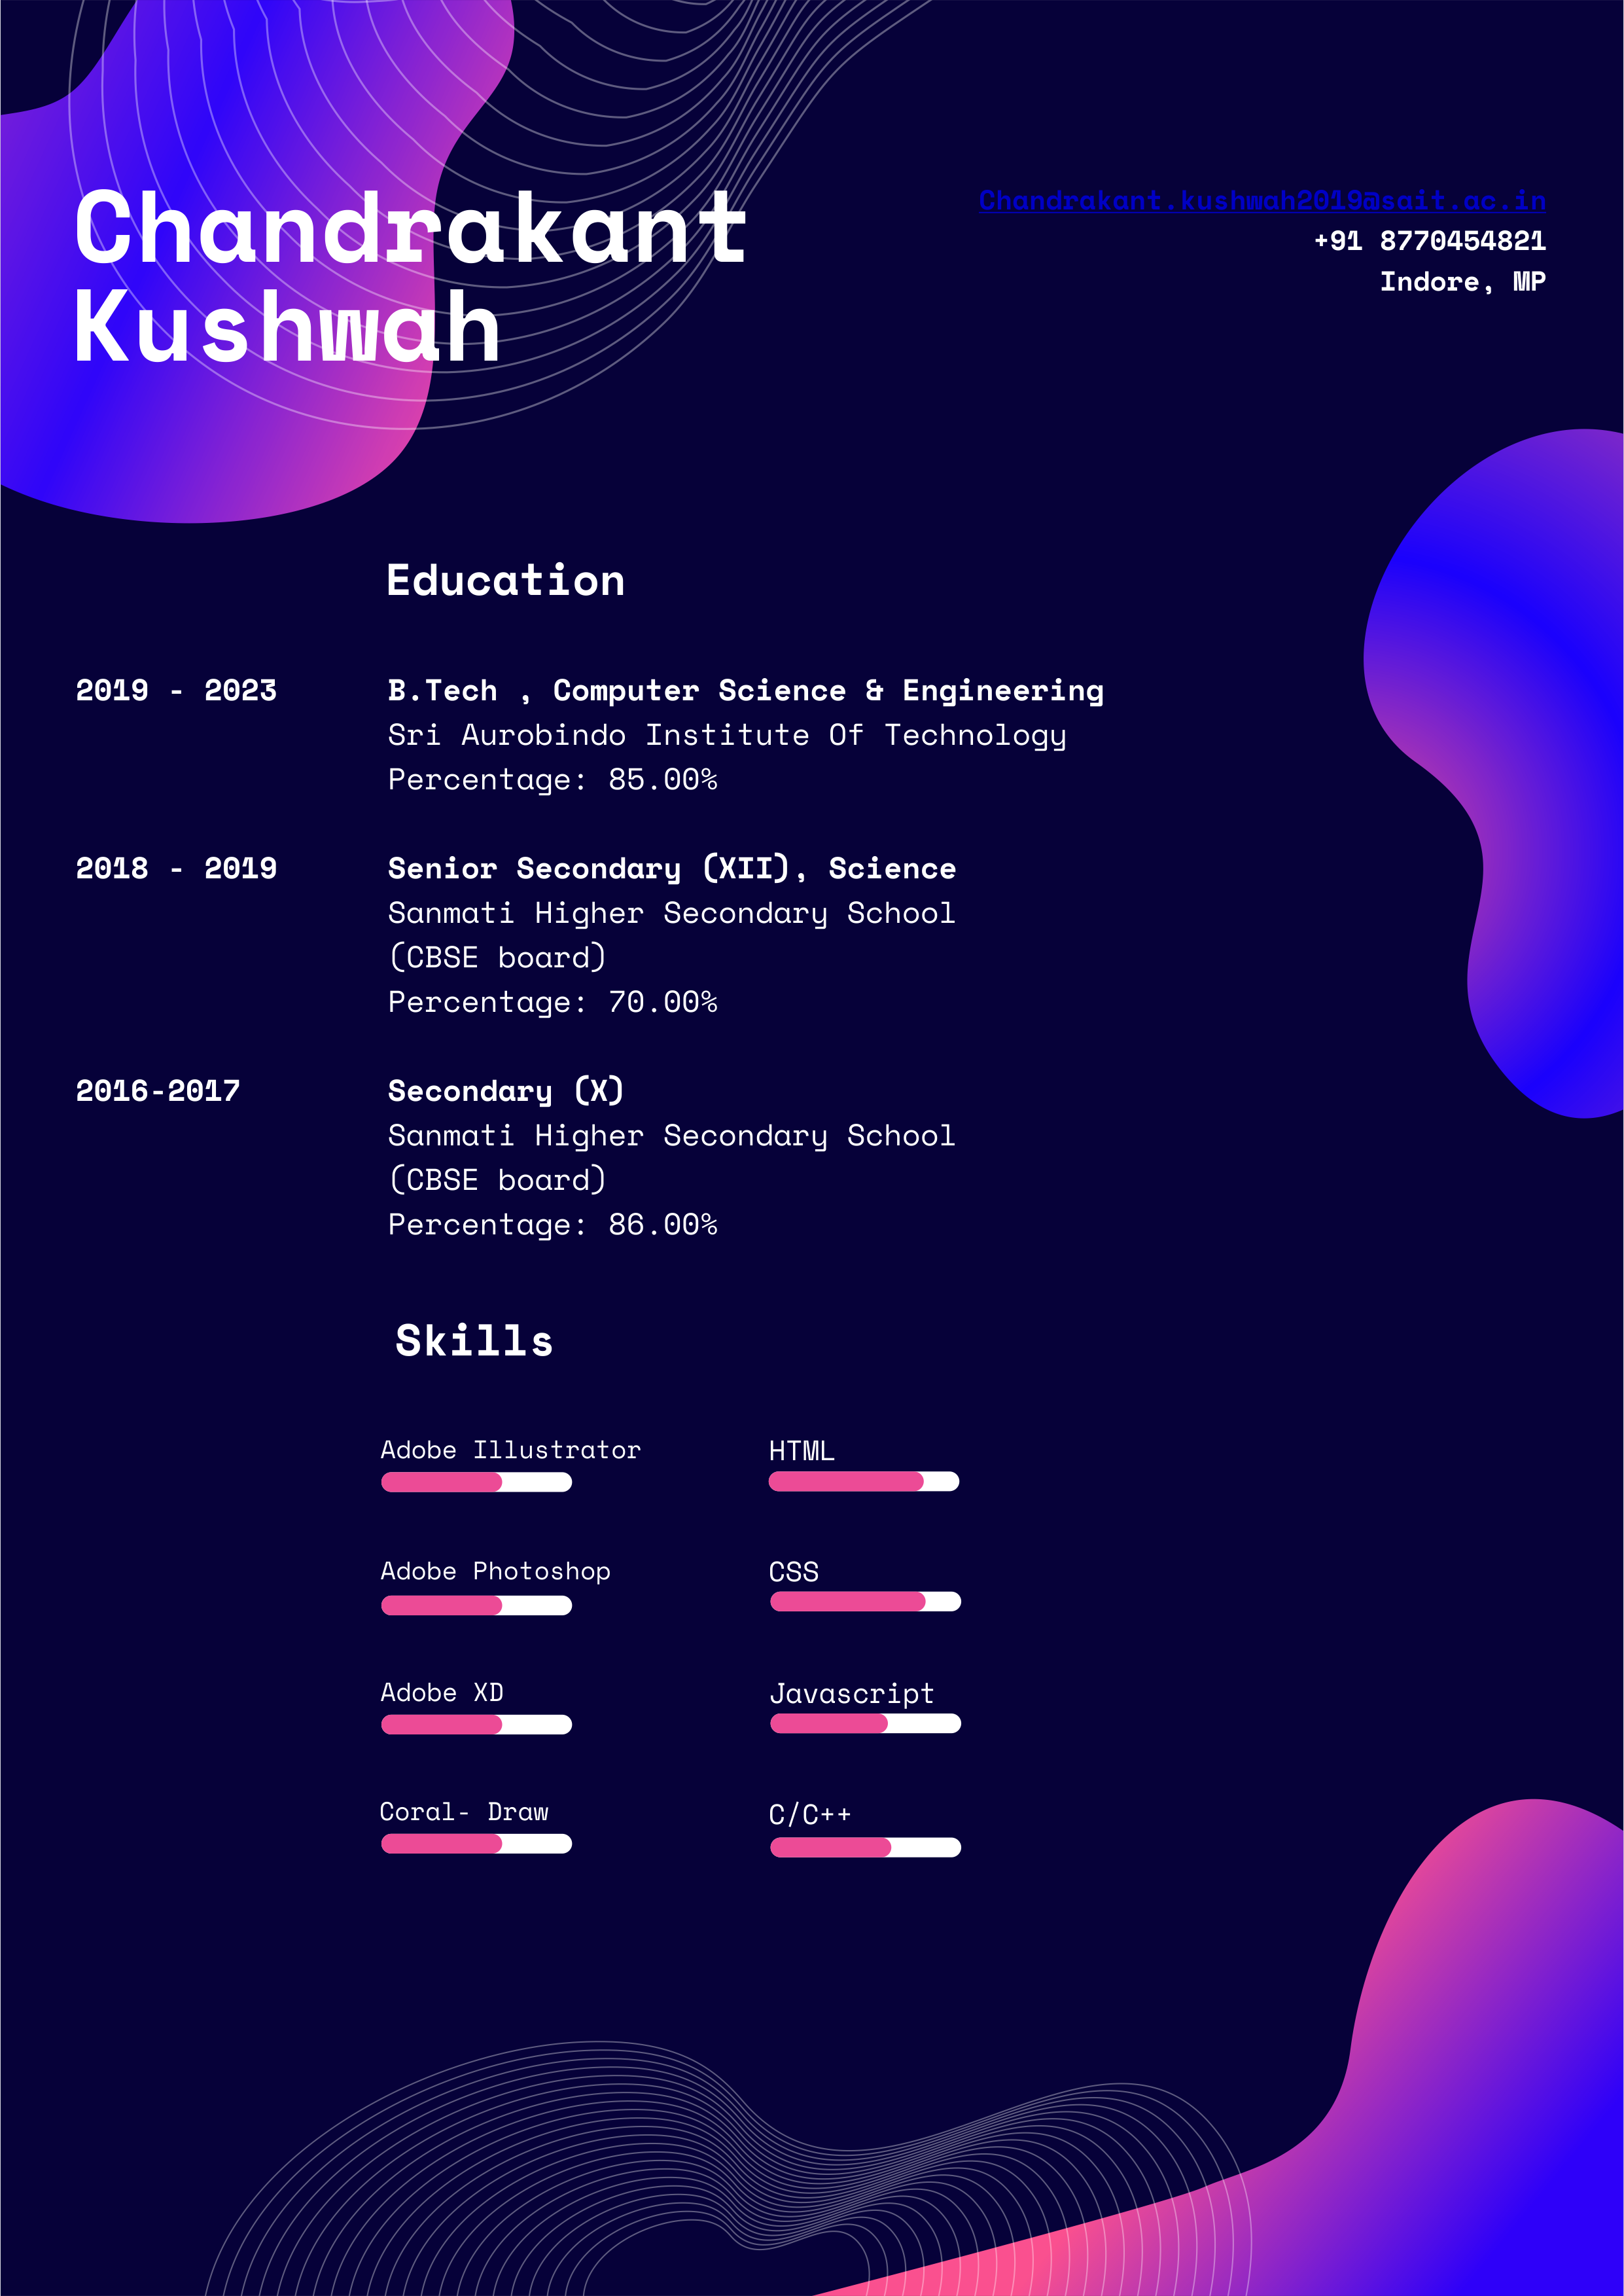 Chandrakant
Kushwah
Chandrakant.kushwah2019@sait.ac.in
+91 8770454821
Indore, MP
Education
2019 - 2023
B.Tech , Computer Science & Engineering
Sri Aurobindo Institute Of Technology
Percentage: 85.00%
2018 - 2019
Senior Secondary (XII), Science
Sanmati Higher Secondary School
(CBSE board)
Percentage: 70.00%
2016-2017
Secondary (X)
Sanmati Higher Secondary School
(CBSE board)
Percentage: 86.00%
Skills
Adobe Illustrator
HTML
Adobe Photoshop
CSS
Adobe XD
Javascript
Coral- Draw
C/C++